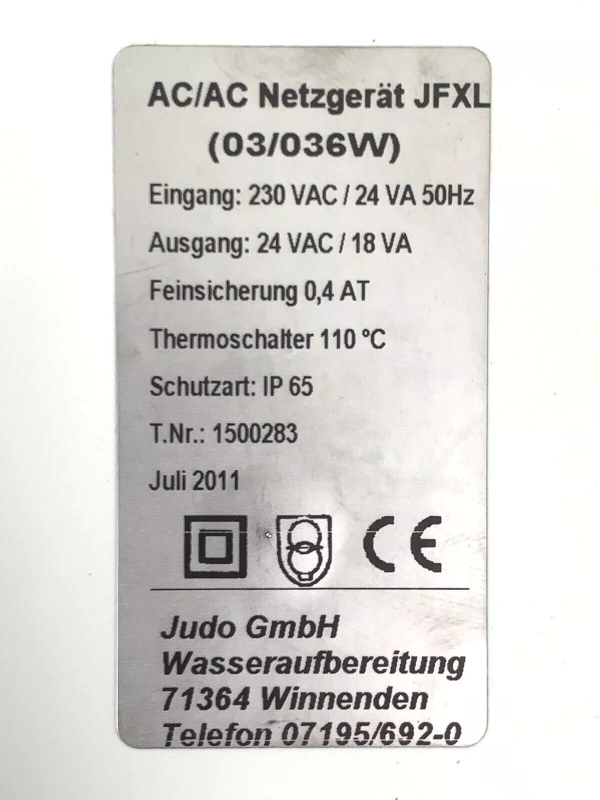 AC/AC Netzgerät JFXL
(03/036W)
Eingang: 230 VAC / 24 VA 50Hz
Ausgang: 24 VAC / 18 VA
Feinsicherung 0,4 AT
Thermoschalter 110 °C
Schutzart: IP 65
T.Nr.: 1500283
Juli 2011
CE
Judo GmbH
Wasseraufbereitung
71364 Winnenden
Telefon 07195/692-0